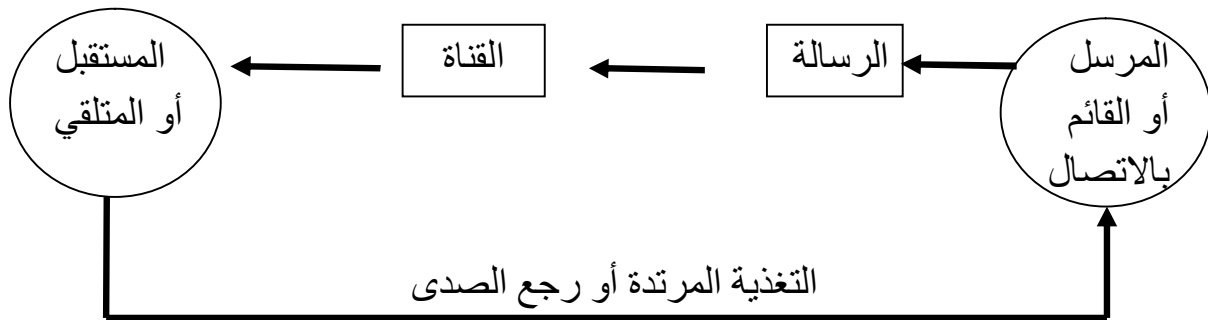 المرسل
أو القائم
بالاتصال
الرسالة
القناة
المستقبل
أو المتلقي
التغذية المرتدة أو رجع الصدى